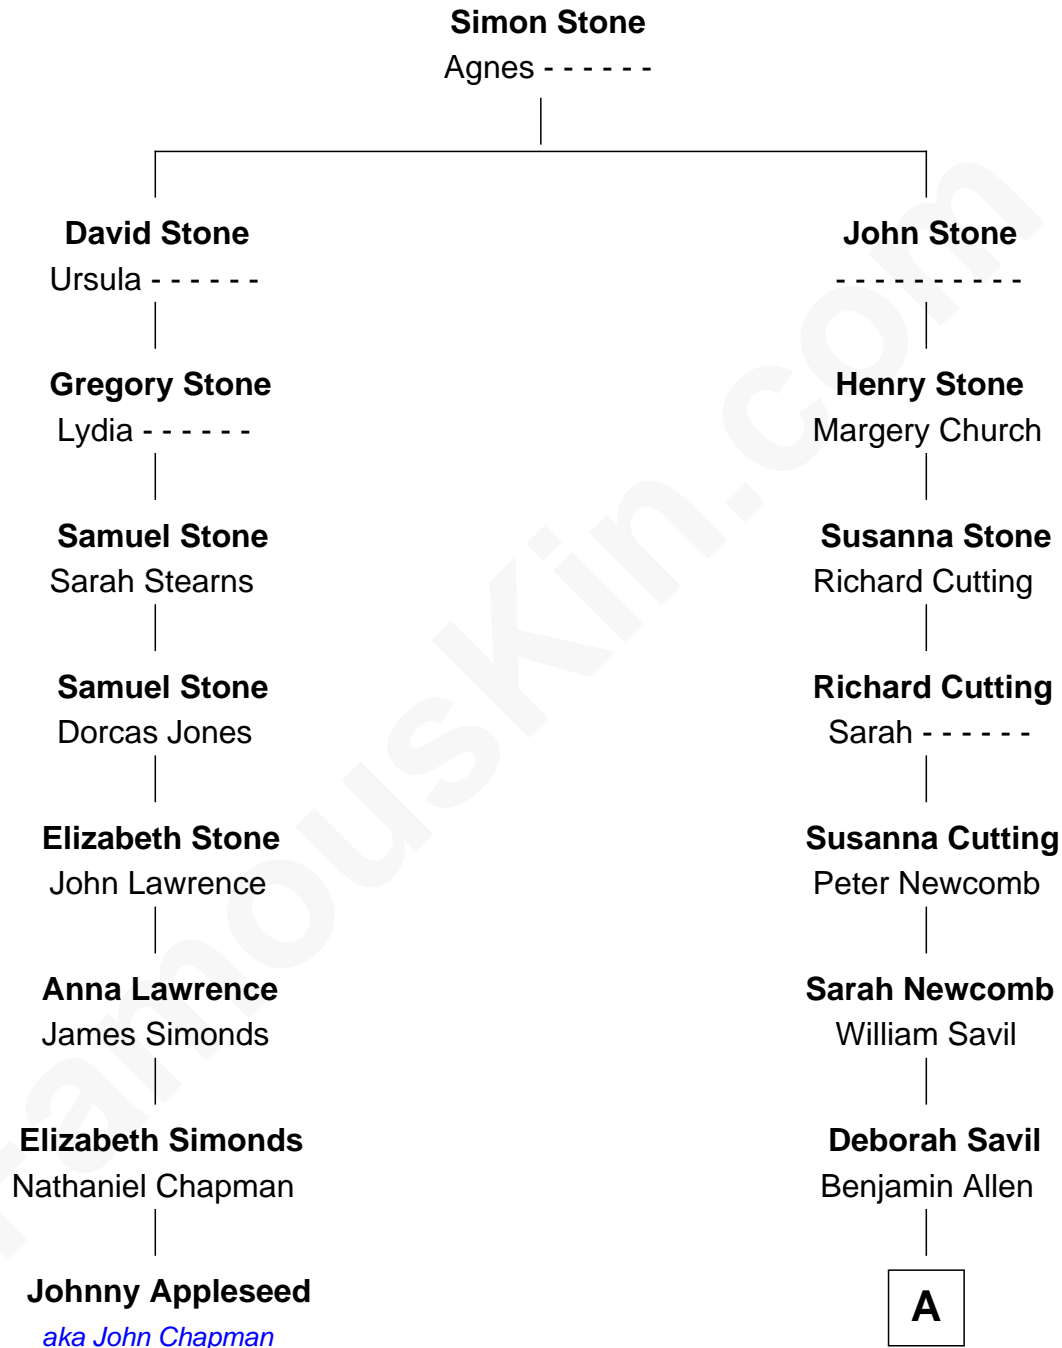 Simon Stone
Agnes - - - - - -
David Stone
Ursula - - - - - -
John Stone
- - - - - - - - - -
Gregory Stone
Lydia - - - - - -
Henry Stone
Margery Church
Samuel Stone
Sarah Stearns
Susanna Stone
Richard Cutting
Samuel Stone
Dorcas Jones
Richard Cutting
Sarah - - - - - -
Elizabeth Stone
John Lawrence
Susanna Cutting
Peter Newcomb
Anna Lawrence
James Simonds
Sarah Newcomb
William Savil
Elizabeth Simonds
Nathaniel Chapman
Deborah Savil
Benjamin Allen
Johnny Appleseed
aka John Chapman
A
FamousKin.com